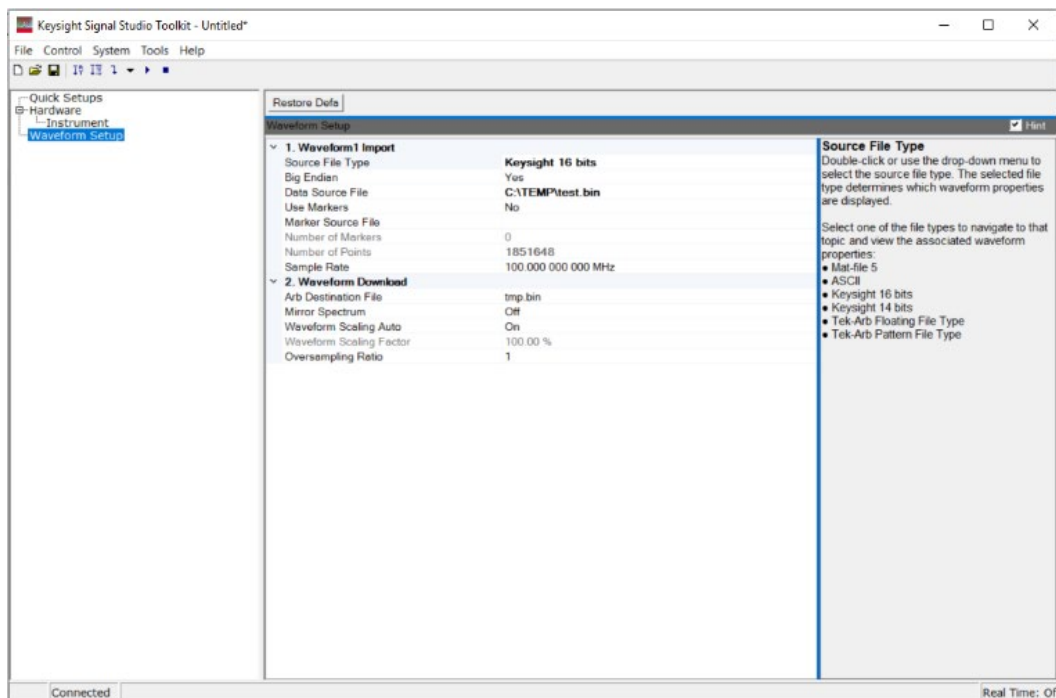 Keysight Signal Studio Toolkit - Untitled*
File Control System Tools Help
Quick Setups
Hardware
Instrument
Waveform Setup
Restore Defa
Waveform Setup
Hint
1. Waveform1 Import
Source File Type Keysight 16 bits
Big Endian Yes
Data Source File C:\TEMP\test.bin
Use Markers No
Marker Source File
Number of Markers 0
Number of Points 1851648
Sample Rate 100.000 000 000 MHz
2. Waveform Download
Arb Destination File tmp.bin
Mirror Spectrum Off
Waveform Scaling Auto On
Waveform Scaling Factor 100.00 %
Oversampling Ratio 1
Source File Type
Double-click or use the drop-down menu to
select the source file type. The selected file
type determines which waveform properties
are displayed.
Select one of the file types to navigate to that
topic and view the associated waveform
properties:
● Mat-file 5
● ASCII
● Keysight 16 bits
● Keysight 14 bits
● Tek-Arb Floating File Type
● Tek-Arb Pattern File Type
Connected
Real Time: Of